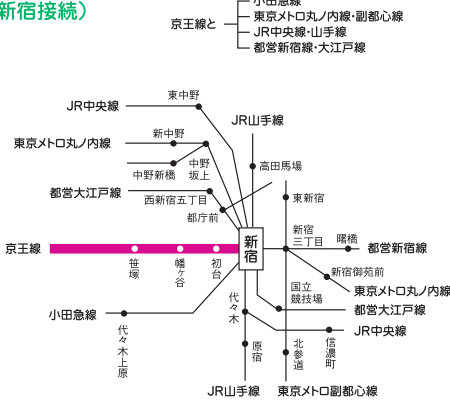 新宿接続）
小田急線
東京メトロ丸ノ内線・副都心線
京王線と
JR中央線・山手線
都営新宿線・大江戸線
東中野
JR中央線
JR山手線
新中野
東京メトロ丸ノ内線
高田馬場
中野新橋
中野
坂上
都営大江戸線
西新宿五丁目
東新宿
都庁前
新宿
新宿
三丁目
曙橋
京王線
都営新宿線
笹塚
幡ヶ谷
初台
新宿御苑前
国立
競技場
東京メトロ丸ノ内線
代々木
都営大江戸線
小田急線
JR中央線
代々木上原
原宿
北参道
信濃町
JR山手線
東京メトロ副都心線